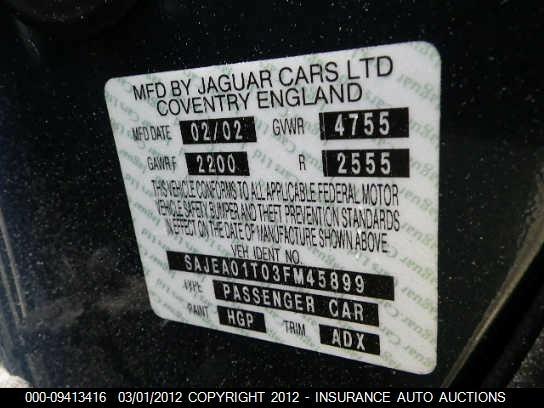 MFD BY JAGUAR CARS LTD
COVENTRY ENGLAND
MFD DATE 02/02 GVWR 4755
GAWR F 2200 R 2555
THIS VEHICLE CONFORMS TO ALL APPLICABLE FEDERAL MOTOR
VEHICLE SAFETY BUMPER AND THEFT PREVENTION STANDARDS
IN EFFECT ON THE DATE OF MANUFACTURE SHOWN ABOVE.
VEH IDENT NO.
SAJEA01T03FM45899
TYPE PASSENGER CAR
PAINT HGP TRIM ADX
000-09413416 03/01/2012 COPYRIGHT 2012 - INSURANCE AUTO AUCTIONS